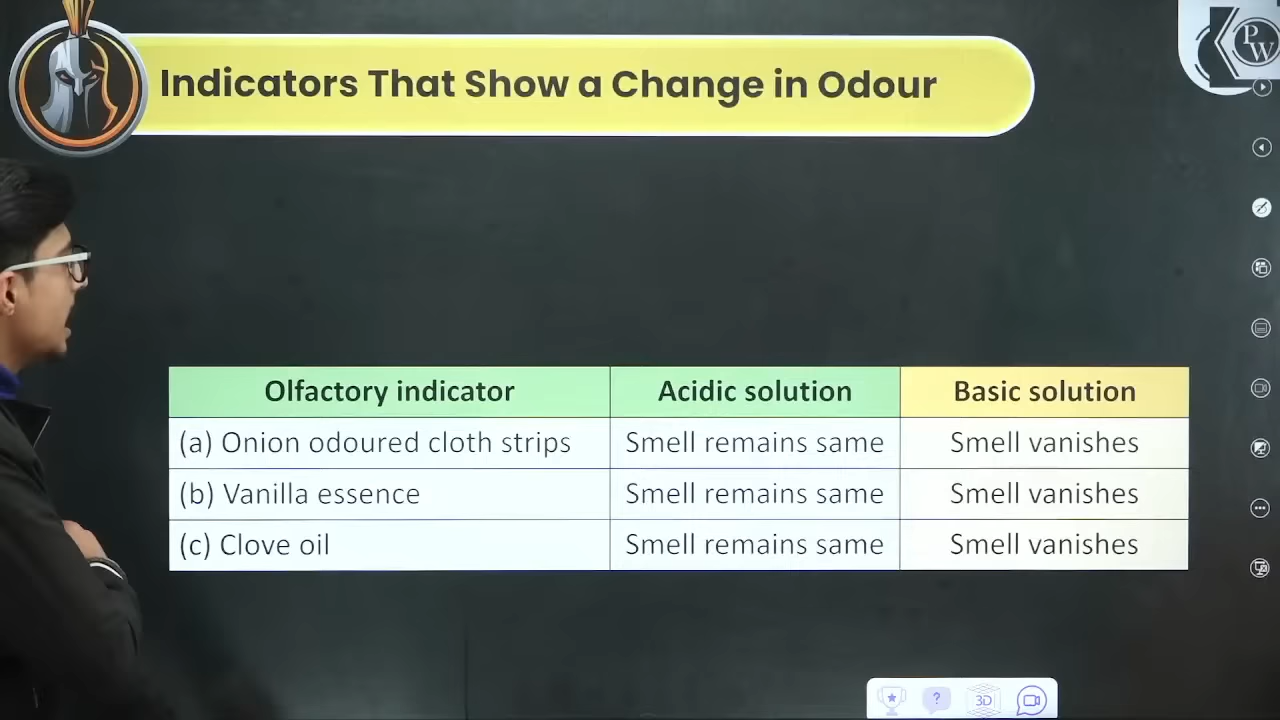 Indicators That Show a Change in Odour
PW
Olfactory indicator Acidic solution Basic solution
(a) Onion odoured cloth strips Smell remains same Smell vanishes
(b) Vanilla essence Smell remains same Smell vanishes
(c) Clove oil Smell remains same Smell vanishes
? 3D